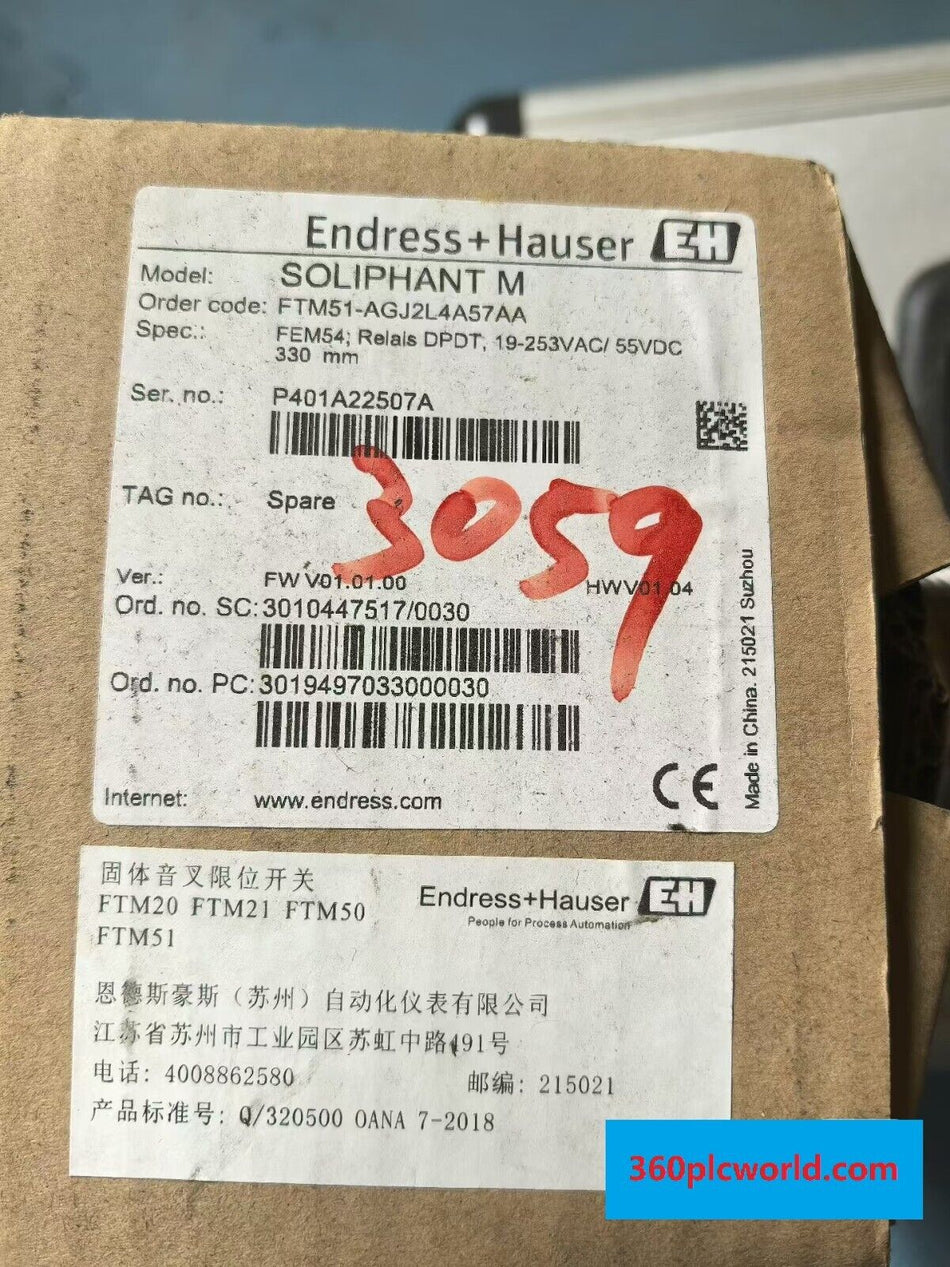 Endress+Hauser EH
Model: SOLIPHANT M
Order code: FTM51-AGJ2L4A57AA
Spec.: FEM54; Relais DPDT, 19-253VAC/ 55VDC
330 mm
Ser. no.: P401A22507A
TAG no.: Spare
3059
Ver.: FW V01.01.00 HWV01.04
Ord. no. SC: 3010447517/0030
Ord. no. PC: 3019497033000030
Internet: www.endress.com
CE
Made in China. 215021 Suzhou
固体音叉限位开关
FTM20 FTM21 FTM50
FTM51
Endress+Hauser EH
People for Process Automation
恩德斯豪斯（苏州）自动化仪表有限公司
江苏省苏州市工业园区苏虹中路491号
电话: 4008862580 邮编: 215021
产品标准号: Q/320500 OANA 7-2018
360plcworld.com